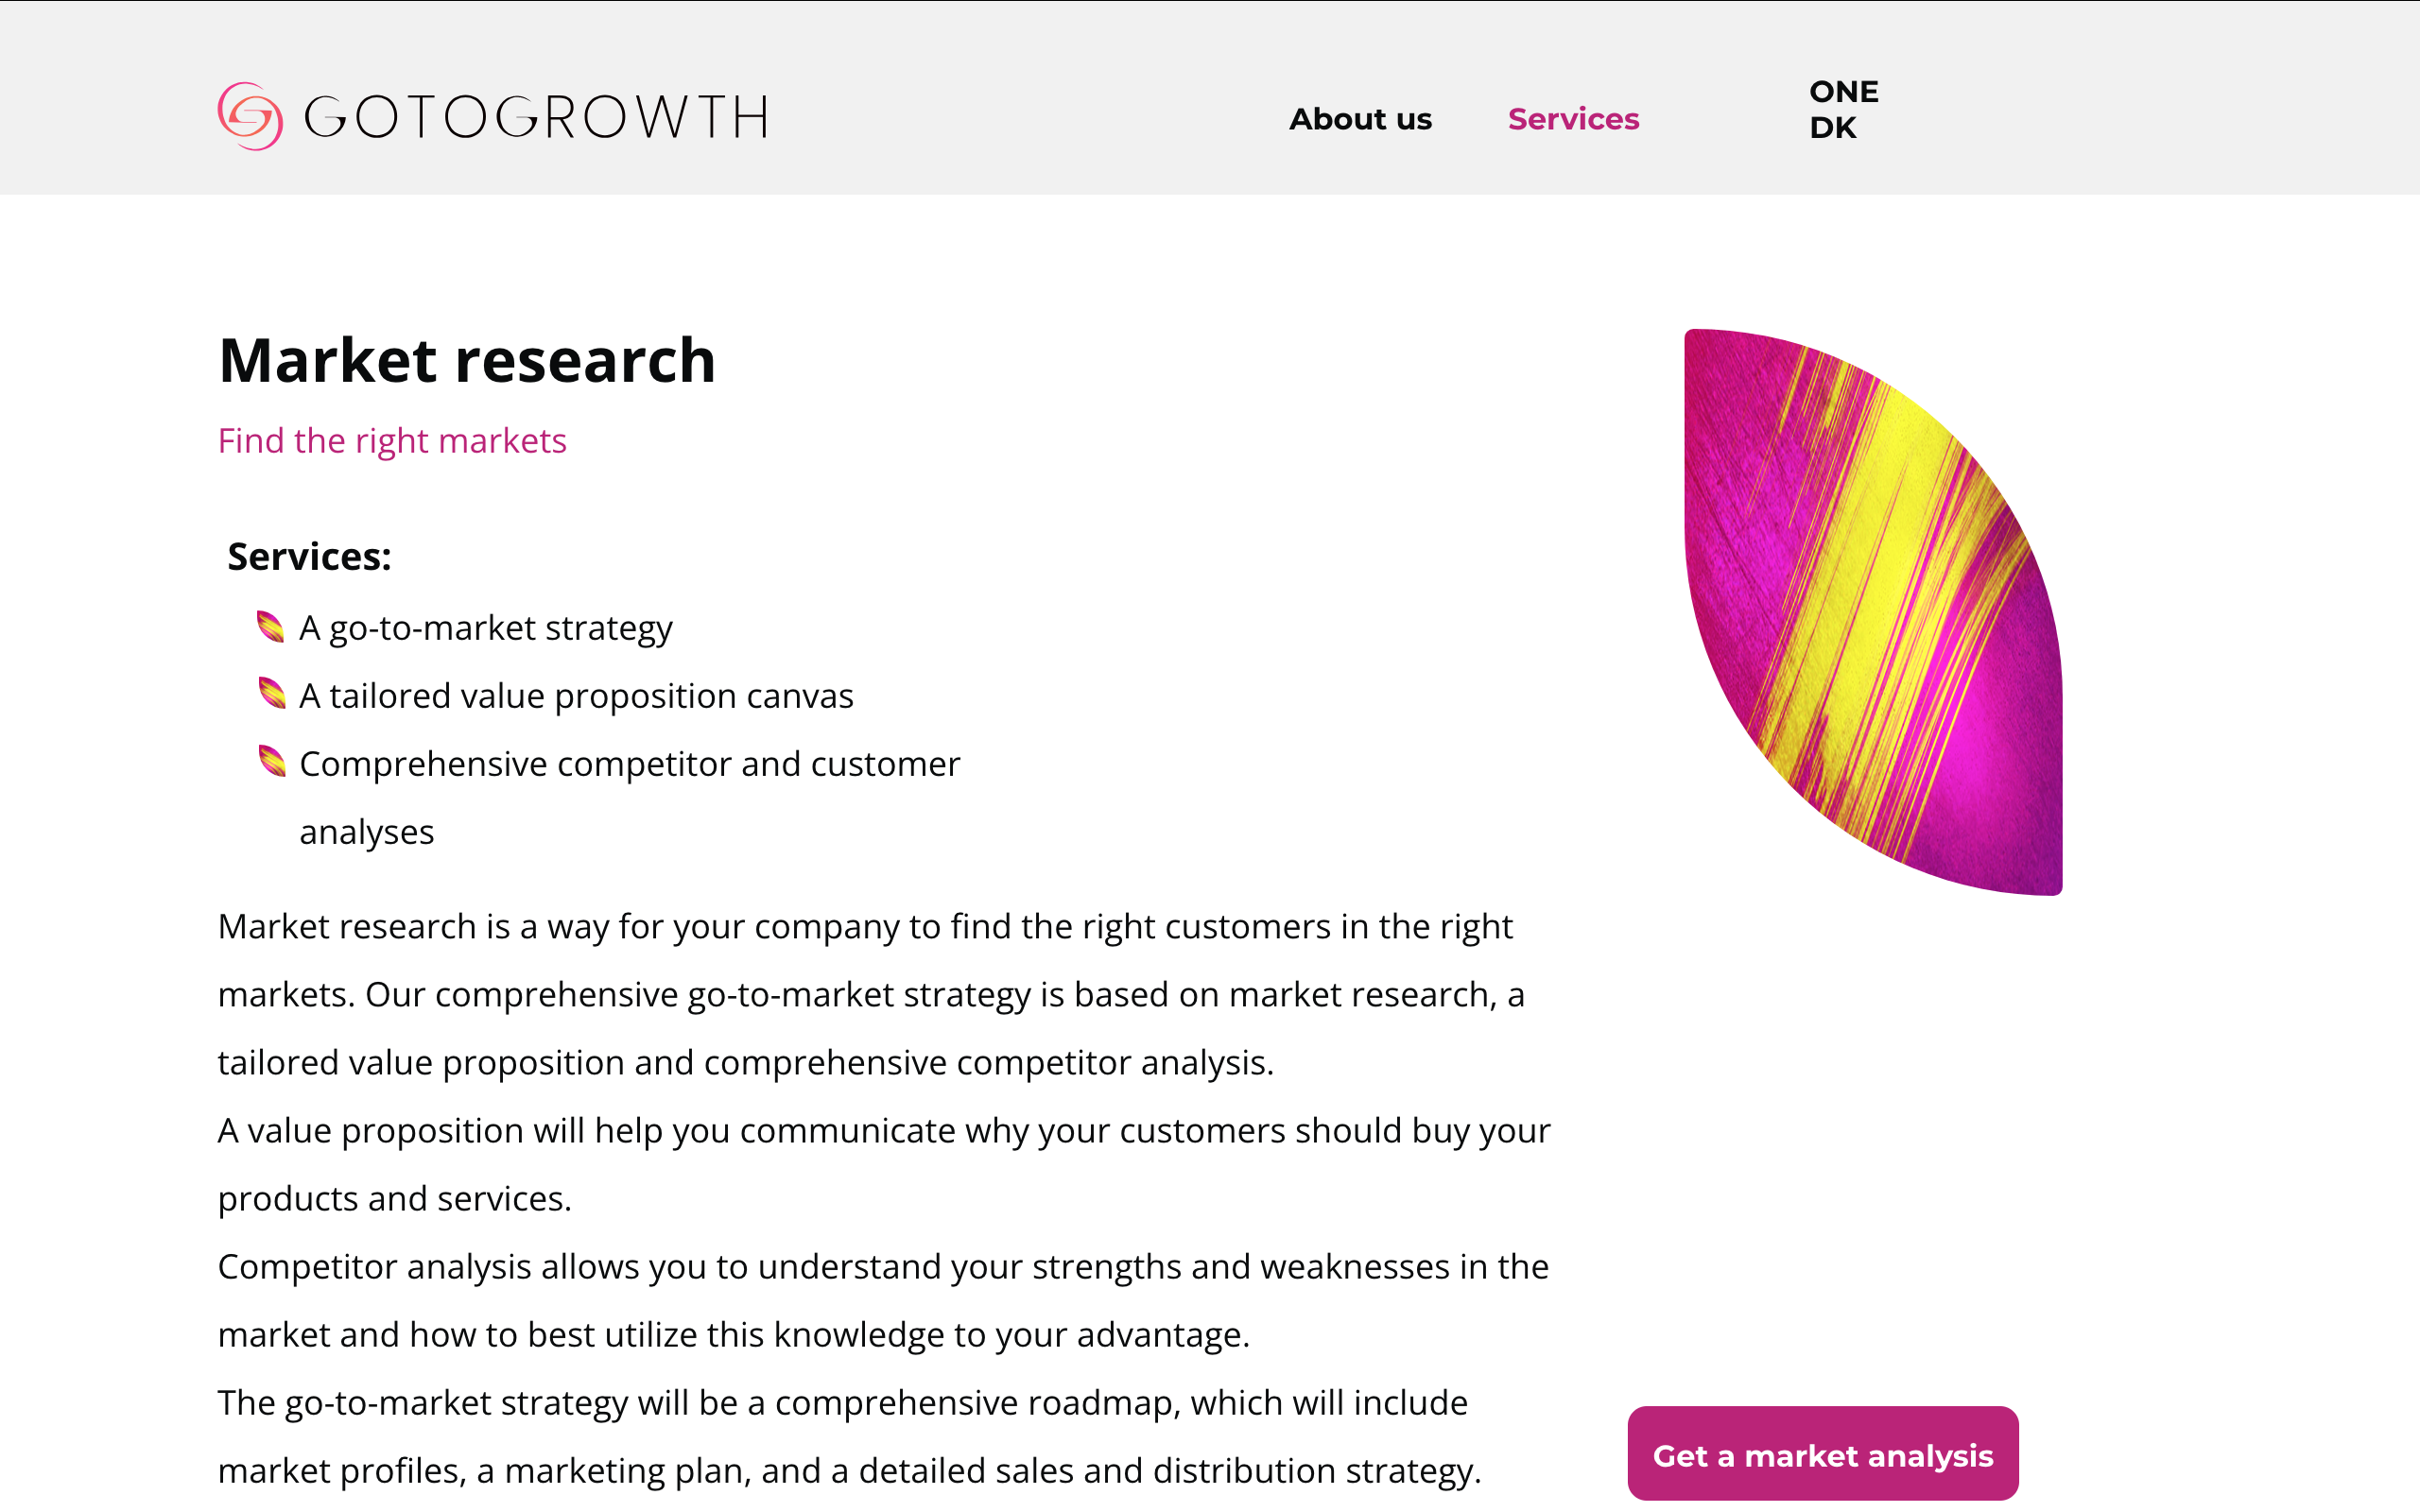 GOTOGROWTH
About us
Services
ONE
DK
Market research
Find the right markets
Services:
A go-to-market strategy
A tailored value proposition canvas
Comprehensive competitor and customer
analyses
Market research is a way for your company to find the right customers in the right
markets. Our comprehensive go-to-market strategy is based on market research, a
tailored value proposition and comprehensive competitor analysis.
A value proposition will help you communicate why your customers should buy your
products and services.
Competitor analysis allows you to understand your strengths and weaknesses in the
market and how to best utilize this knowledge to your advantage.
The go-to-market strategy will be a comprehensive roadmap, which will include
market profiles, a marketing plan, and a detailed sales and distribution strategy.
Get a market analysis